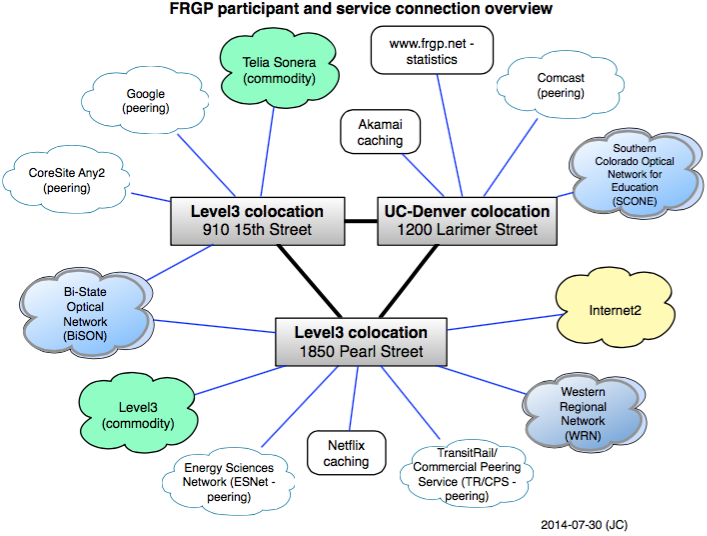 FRGP participant and service connection overview
Telia Sonera
(commodity)
www.frgp.net -
statistics
Google
(peering)
Comcast
(peering)
Akamai
caching
CoreSite Any2
(peering)
Southern
Colorado Optical
Network for
Education
(SCONE)
Level3 colocation
910 15th Street
UC-Denver colocation
1200 Larimer Street
Bi-State
Optical
Network
(BiSON)
Internet2
Level3 colocation
1850 Pearl Street
Level3
(commodity)
Western
Regional
Network
(WRN)
Energy Sciences
Network (ESNet -
peering)
Netflix
caching
TransitRail/
Commercial Peering
Service (TR/CPS -
peering)
2014-07-30 (JC)